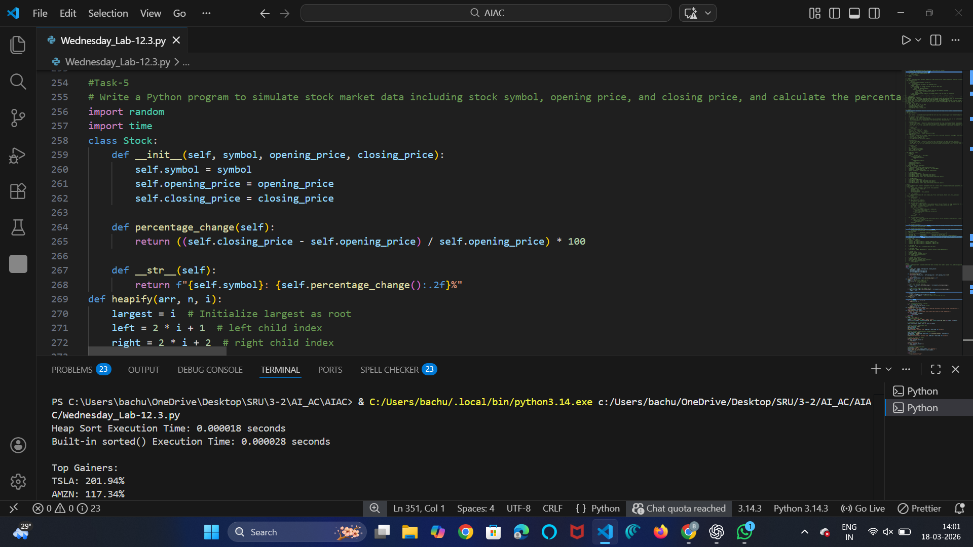 File Edit Selection View Go ··· AIAC
Wednesday_Lab-12.3.py
Wednesday_Lab-12.3.py > ...
254 #Task-5
255 # Write a Python program to simulate stock market data including stock symbol, opening price, and closing price, and calculate the percenta
256 import random
257 import time
258 class Stock:
259 def __init__(self, symbol, opening_price, closing_price):
260 self.symbol = symbol
261 self.opening_price = opening_price
262 self.closing_price = closing_price
263
264 def percentage_change(self):
265 return ((self.closing_price - self.opening_price) / self.opening_price) * 100
266
267 def __str__(self):
268 return f"{self.symbol}: {self.percentage_change():.2f}%"
269 def heapify(arr, n, i):
270 largest = i # Initialize largest as root
271 left = 2 * i + 1 # left child index
272 right = 2 * i + 2 # right child index
PROBLEMS 23 OUTPUT DEBUG CONSOLE TERMINAL PORTS SPELL CHECKER 23
PS C:\Users\bachu\OneDrive\Desktop\SRU\3-2\AI_AC\AIAC> & C:/Users/bachu/.local/bin/python3.14.exe c:/Users/bachu/OneDrive/Desktop/SRU/3-2/AI_AC/AIA
C/Wednesday_Lab-12.3.py
Heap Sort Execution Time: 0.000018 seconds
Built-in sorted() Execution Time: 0.000028 seconds
Top Gainers:
TSLA: 201.94%
AMZN: 117.34%
Python
Python
0 0 23 Ln 351, Col 1 Spaces: 4 UTF-8 CRLF {} Python Chat quota reached 3.14.3 Python 3.14.3 Go Live Prettier
29° Search 8 1 ENG IN 14:01 18-03-2026